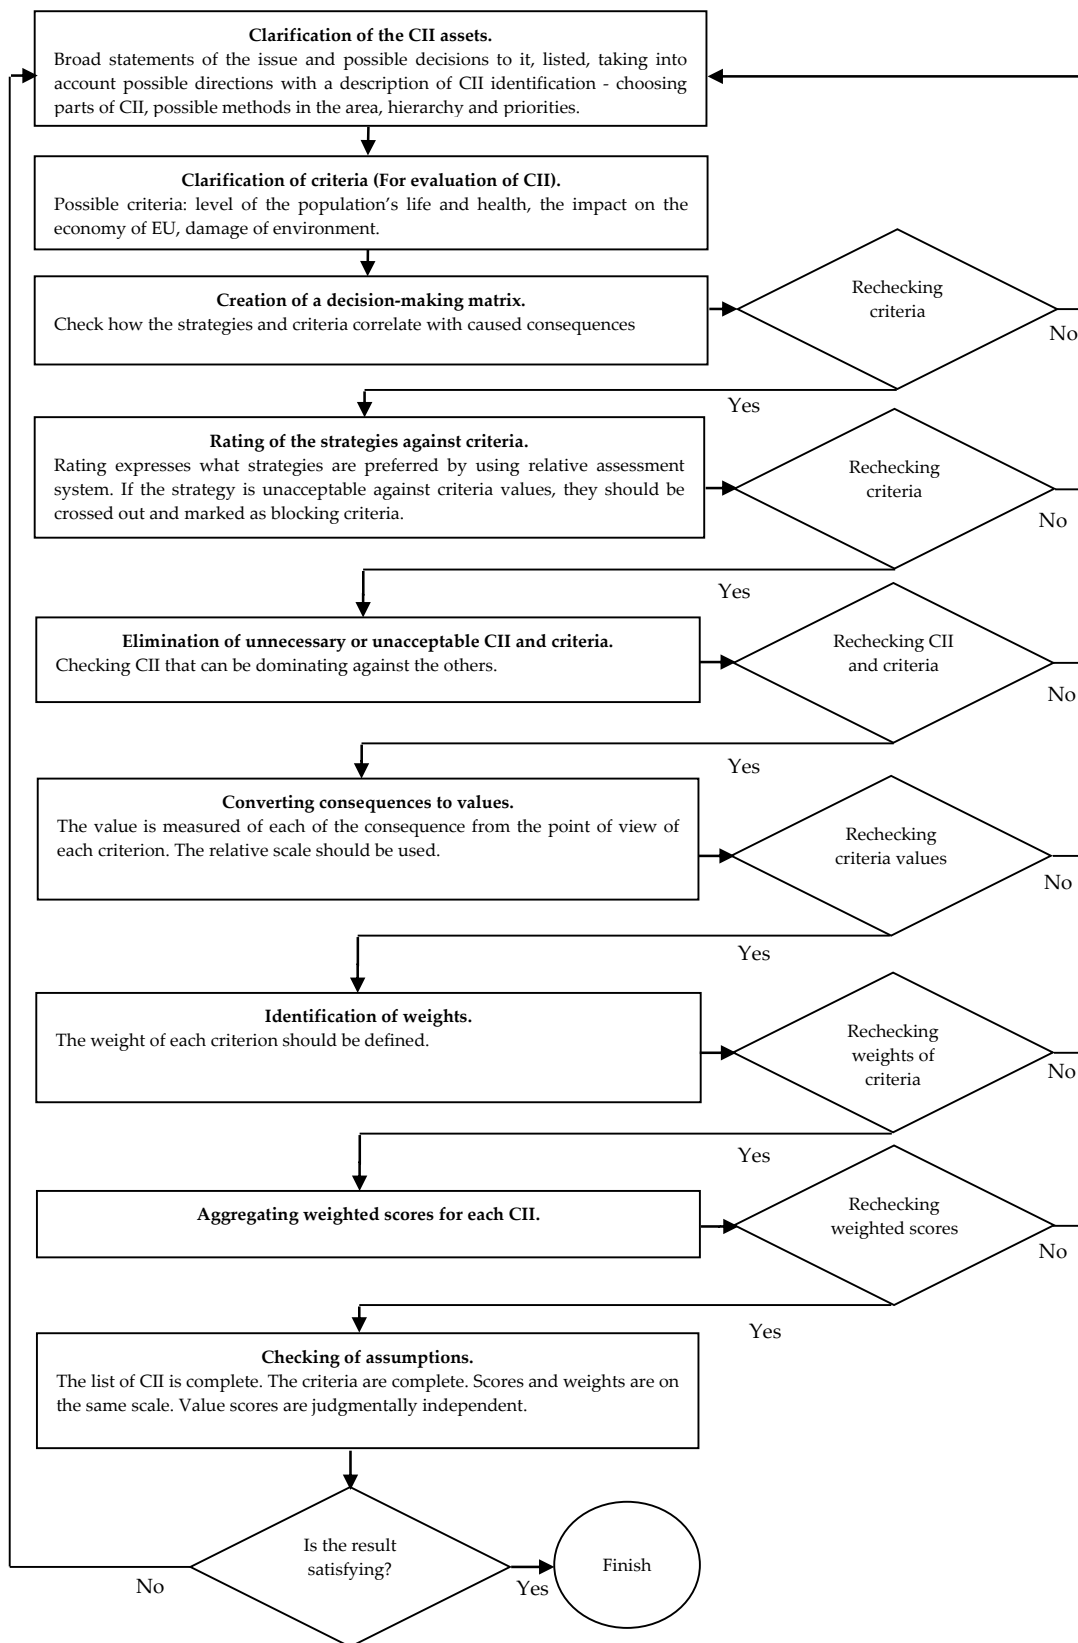 Clarification of the CII assets.
Broad statements of the issue and possible decisions to it, listed, taking into
account possible directions with a description of CII identification - choosing
parts of CII, possible methods in the area, hierarchy and priorities.
Clarification of criteria (For evaluation of CII).
Possible criteria: level of the population's life and health, the impact on the
economy of EU, damage of environment.
Creation of a decision-making matrix.
Check how the strategies and criteria correlate with caused consequences
Rechecking
criteria
No
Yes
Rating of the strategies against criteria.
Rating expresses what strategies are preferred by using relative assessment
system. If the strategy is unacceptable against criteria values, they should be
crossed out and marked as blocking criteria.
Rechecking
criteria
No
Yes
Elimination of unnecessary or unacceptable CII and criteria.
Checking CII that can be dominating against the others.
Rechecking CII
and criteria
No
Yes
Converting consequences to values.
The value is measured of each of the consequence from the point of view of
each criterion. The relative scale should be used.
Rechecking
criteria values
No
Yes
Identification of weights.
The weight of each criterion should be defined.
Rechecking
weights of
criteria
No
Yes
Aggregating weighted scores for each CII.
Rechecking
weighted scores
No
Yes
Checking of assumptions.
The list of CII is complete. The criteria are complete. Scores and weights are on
the same scale. Value scores are judgmentally independent.
Is the result
satisfying?
No
Yes
Finish